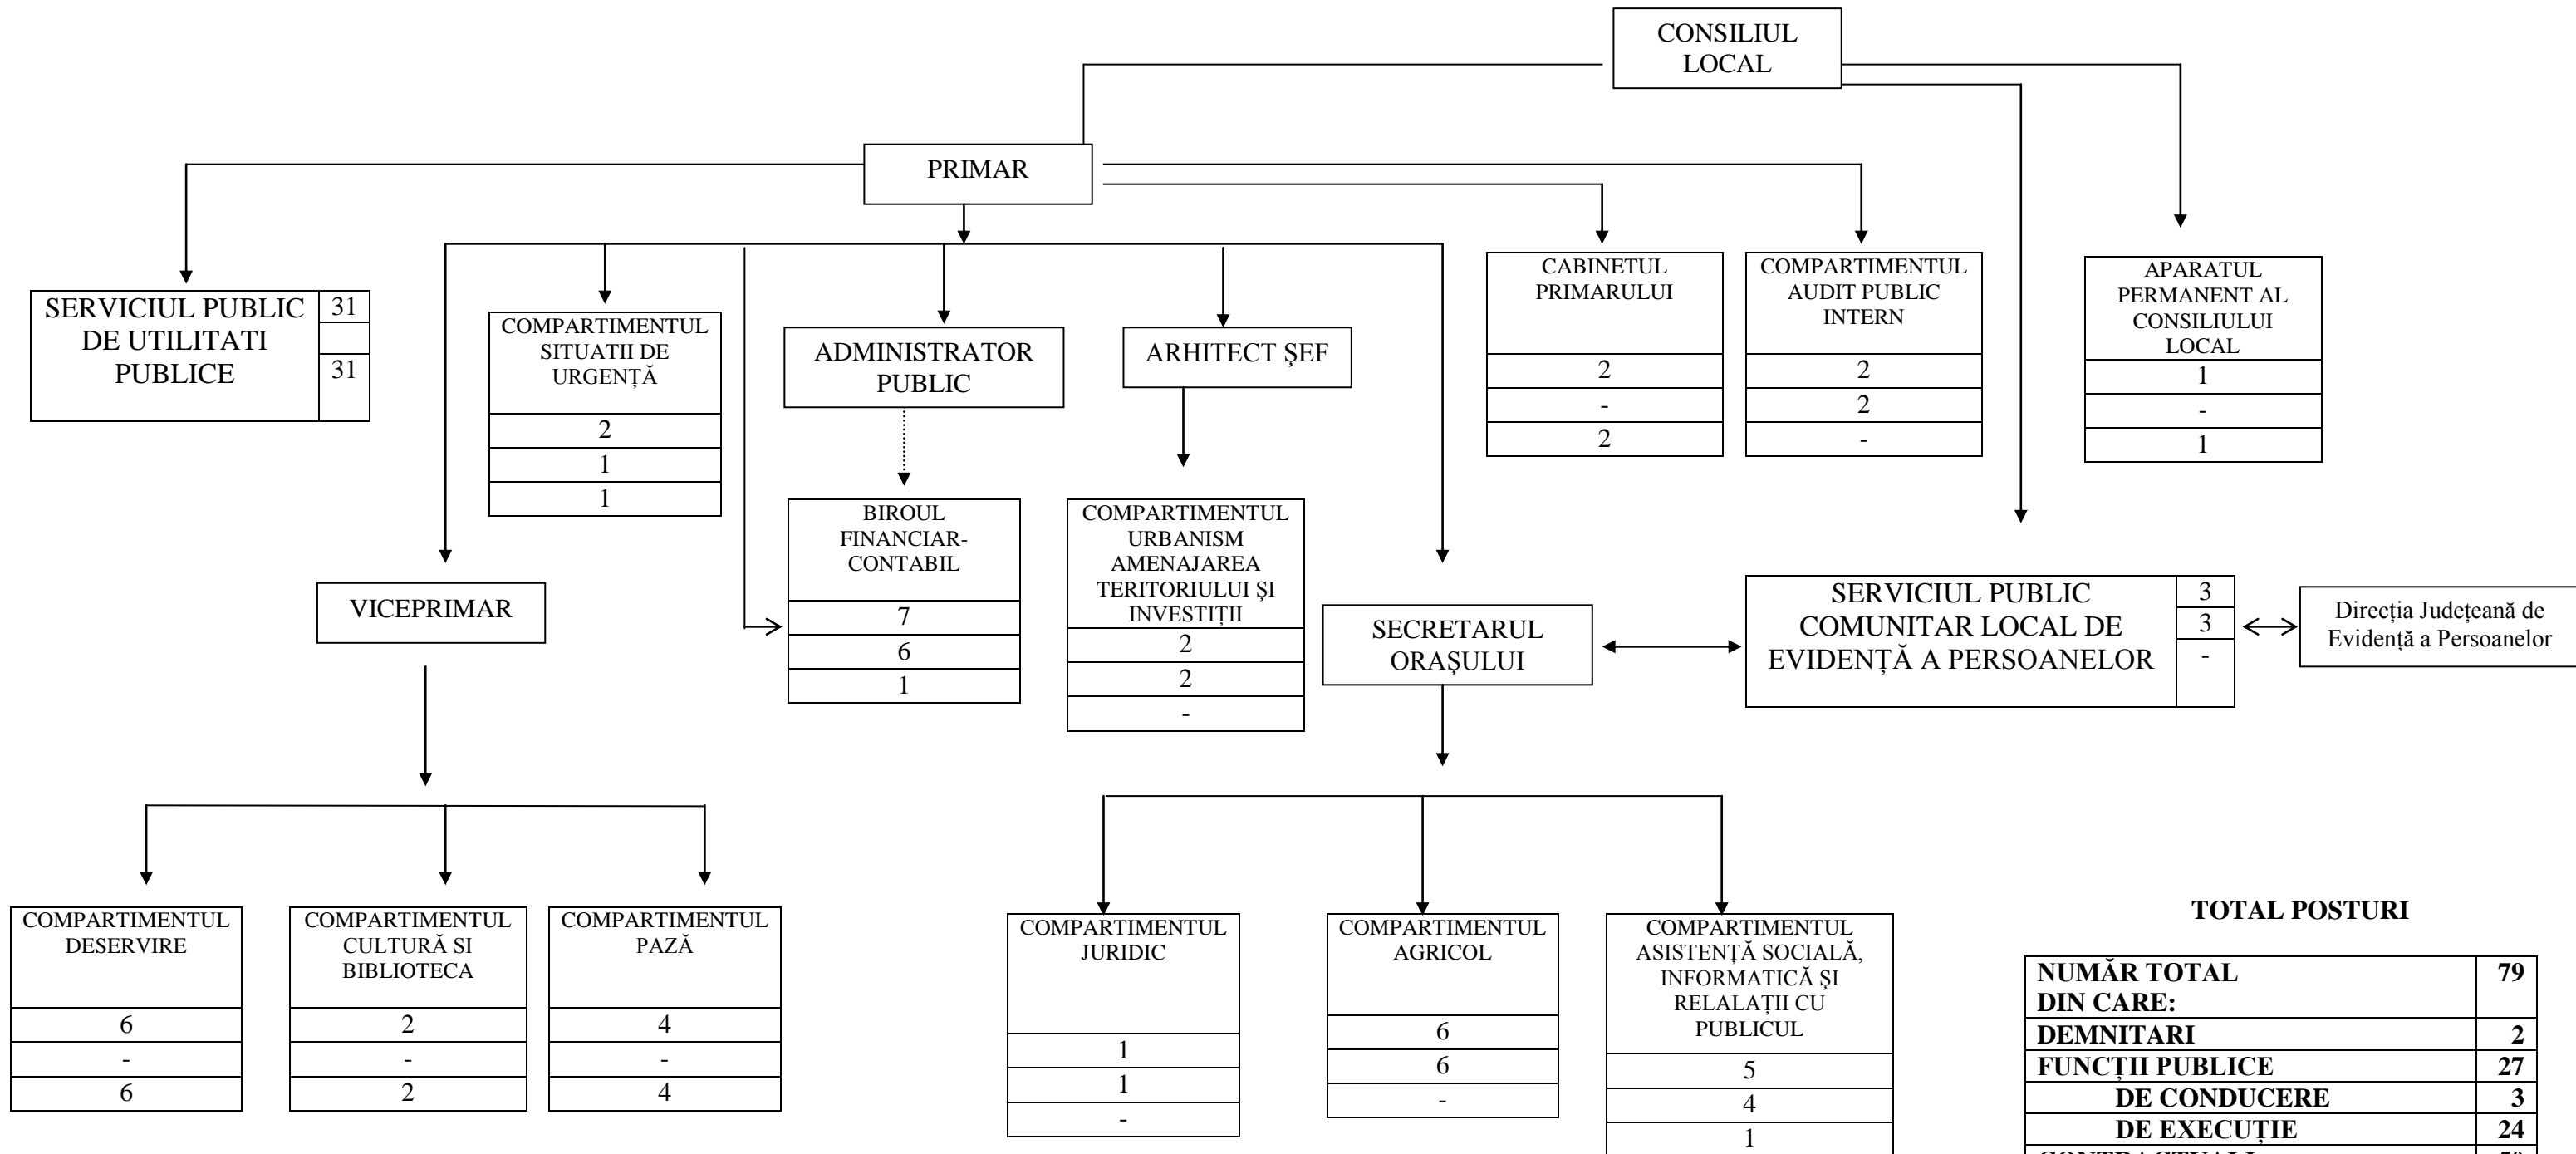 CONSILIUL
LOCAL
PRIMAR
SERVICIUL PUBLIC
DE UTILITATI
PUBLICE
31
31
COMPARTIMENTUL
SITUATII DE
URGENȚĂ
2
1
1
ADMINISTRATOR
PUBLIC
ARHITECT ŞEF
CABINETUL
PRIMARULUI
2
-
2
COMPARTIMENTUL
AUDIT PUBLIC
INTERN
2
2
-
APARATUL
PERMANENT AL
CONSILIULUI
LOCAL
1
-
1
VICEPRIMAR
BIROUL
FINANCIAR-
CONTABIL
7
6
1
COMPARTIMENTUL
URBANISM
AMENAJAREA
TERITORIULUI ŞI
INVESTIȚII
2
2
-
SECRETARUL
ORAŞULUI
SERVICIUL PUBLIC
COMUNITAR LOCAL DE
EVIDENȚĂ A PERSOANELOR
3
3
-
Direcția Județeană de
Evidență a Persoanelor
COMPARTIMENTUL
DESERVIRE
6
-
6
COMPARTIMENTUL
CULTURĂ SI
BIBLIOTECA
2
-
2
COMPARTIMENTUL
PAZĂ
4
-
4
COMPARTIMENTUL
JURIDIC
1
1
-
COMPARTIMENTUL
AGRICOL
6
6
-
COMPARTIMENTUL
ASISTENȚĂ SOCIALĂ,
INFORMATICĂ ŞI
RELALAȚII CU
PUBLICUL
5
4
1
TOTAL POSTURI
NUMĂR TOTAL 79
DIN CARE:
DEMNITARI 2
FUNCȚII PUBLICE 27
DE CONDUCERE 3
DE EXECUȚIE 24